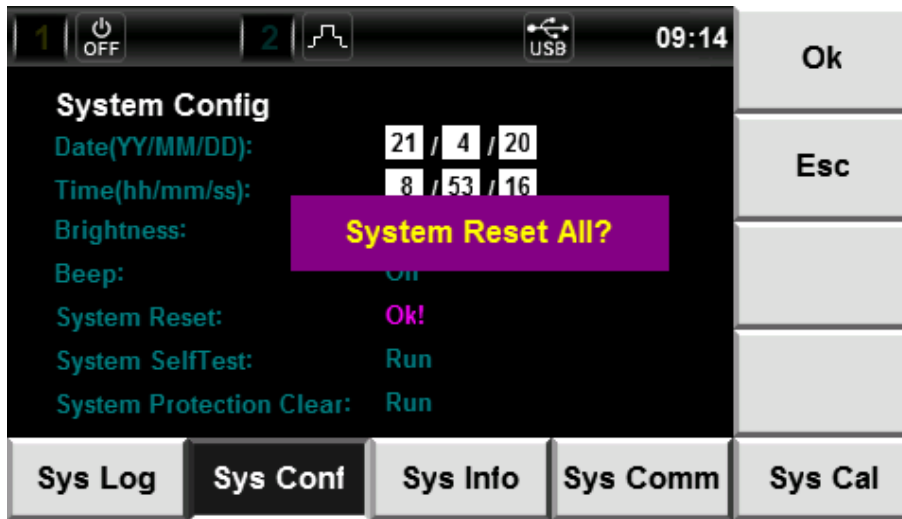 1 OFF 2 USB 09:14
Ok
System Config
Date(YY/MM/DD): 21 / 4 / 20
Esc
Time(hh/mm/ss): 8 / 53 / 16
Brightness:
System Reset All?
Beep: On
System Reset: Ok!
System SelfTest: Run
System Protection Clear: Run
Sys Log Sys Conf Sys Info Sys Comm Sys Cal